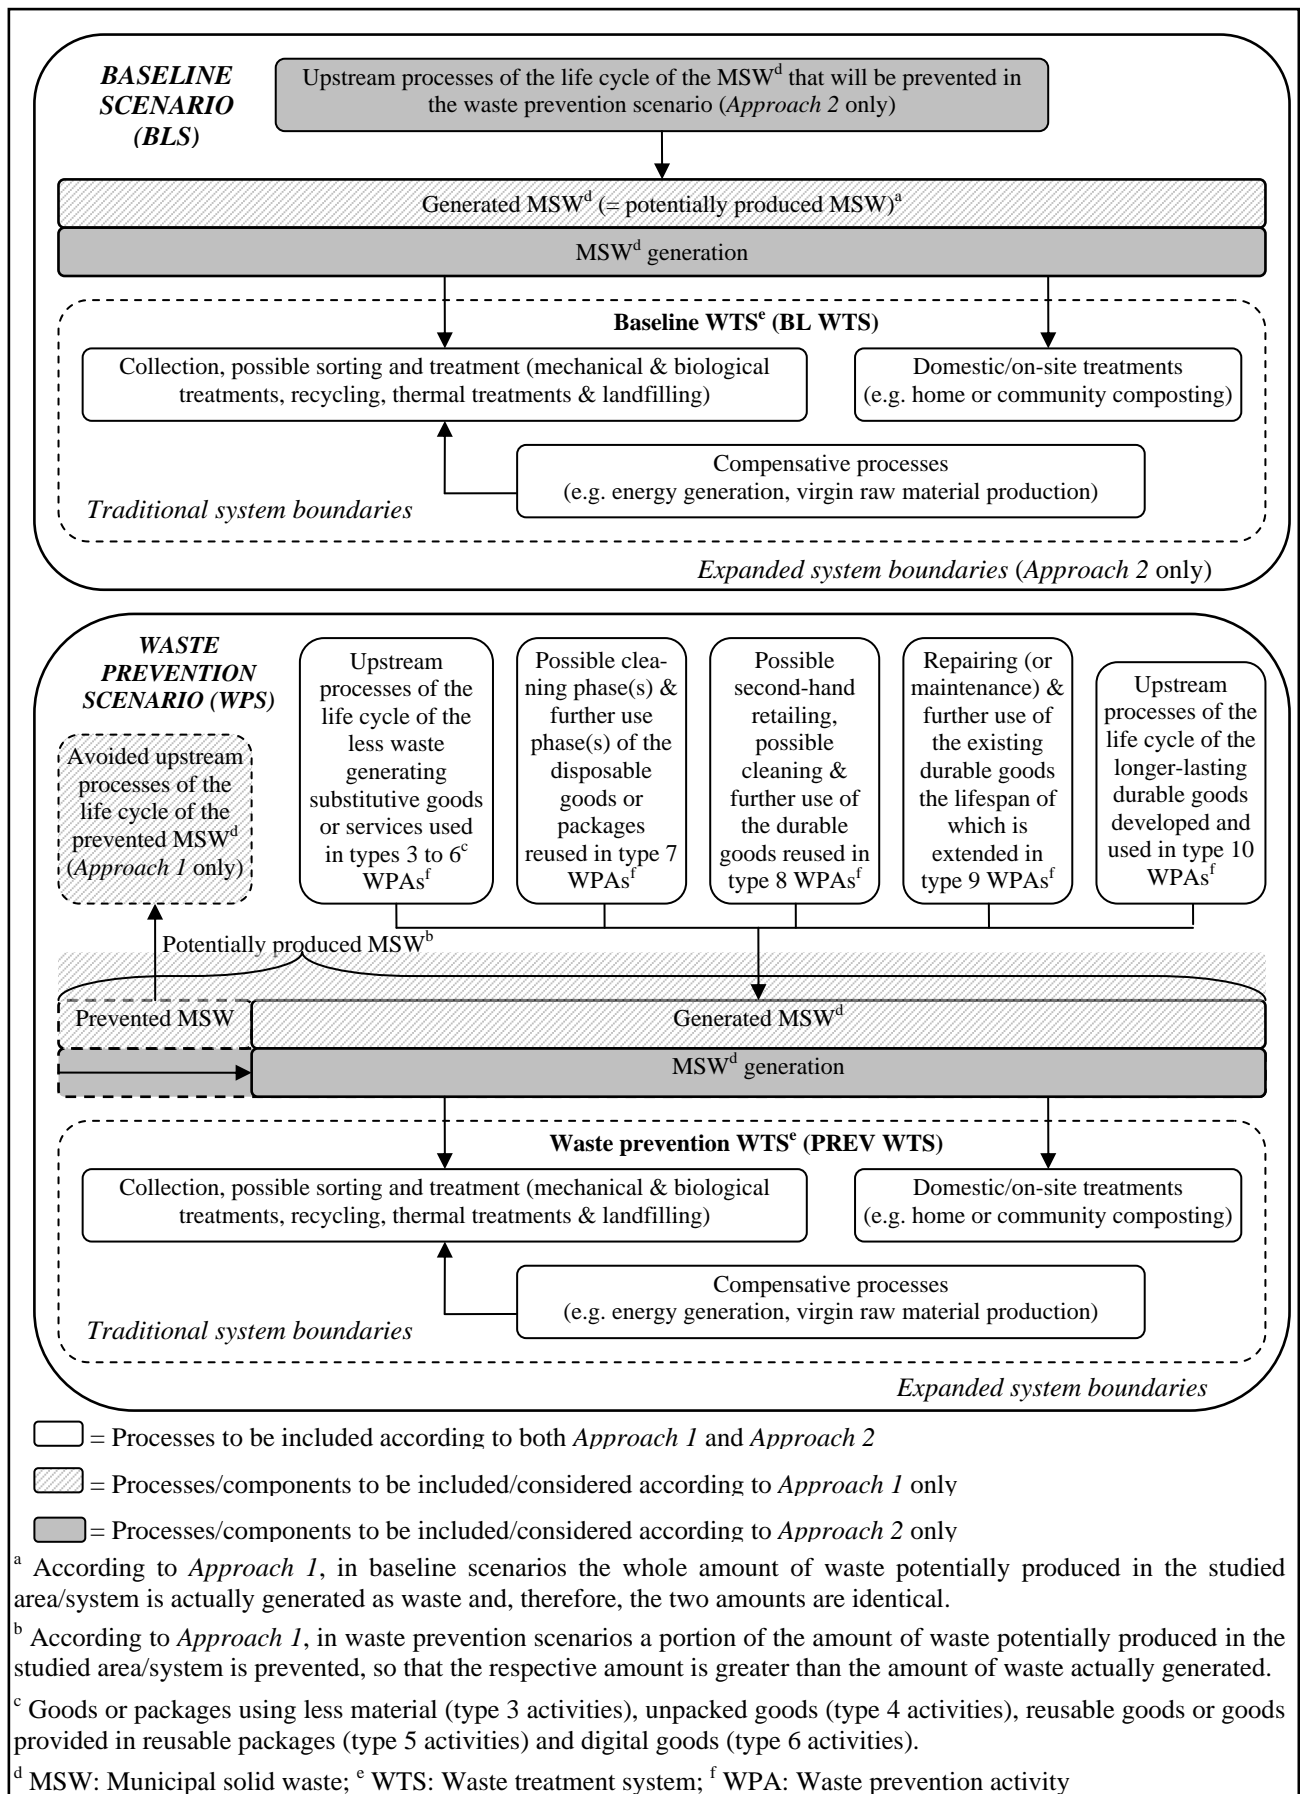 BASELINE
SCENARIO
(BLS)
Upstream processes of the life cycle of the MSWᵈ that will be prevented in
the waste prevention scenario (Approach 2 only)
Generated MSWᵈ (= potentially produced MSW)ᵃ
MSWᵈ generation
Baseline WTSᵉ (BL WTS)
Collection, possible sorting and treatment (mechanical & biological
treatments, recycling, thermal treatments & landfilling)
Domestic/on-site treatments
(e.g. home or community composting)
Compensative processes
(e.g. energy generation, virgin raw material production)
Traditional system boundaries
Expanded system boundaries (Approach 2 only)
WASTE
PREVENTION
SCENARIO (WPS)
Avoided upstream
processes of the
life cycle of the
prevented MSWᵈ
(Approach 1 only)
Upstream
processes of the
life cycle of the
less waste
generating
substitutive goods
or services used
in types 3 to 6ᶜ
WPAsᶠ
Possible clea-
ning phase(s) &
further use
phase(s) of the
disposable
goods or
packages
reused in type 7
WPAsᶠ
Possible
second-hand
retailing,
possible
cleaning &
further use of
the durable
goods reused in
type 8 WPAsᶠ
Repairing (or
maintenance) &
further use of
the existing
durable goods
the lifespan of
which is
extended in
type 9 WPAsᶠ
Upstream
processes of the
life cycle of the
longer-lasting
durable goods
developed and
used in type 10
WPAsᶠ
Potentially produced MSWᵇ
Prevented MSW
Generated MSWᵈ
MSWᵈ generation
Waste prevention WTSᵉ (PREV WTS)
Collection, possible sorting and treatment (mechanical & biological
treatments, recycling, thermal treatments & landfilling)
Domestic/on-site treatments
(e.g. home or community composting)
Compensative processes
(e.g. energy generation, virgin raw material production)
Traditional system boundaries
Expanded system boundaries
= Processes to be included according to both Approach 1 and Approach 2
= Processes/components to be included/considered according to Approach 1 only
= Processes/components to be included/considered according to Approach 2 only
ᵃ According to Approach 1, in baseline scenarios the whole amount of waste potentially produced in the studied
area/system is actually generated as waste and, therefore, the two amounts are identical.
ᵇ According to Approach 1, in waste prevention scenarios a portion of the amount of waste potentially produced in the
studied area/system is prevented, so that the respective amount is greater than the amount of waste actually generated.
ᶜ Goods or packages using less material (type 3 activities), unpacked goods (type 4 activities), reusable goods or goods
provided in reusable packages (type 5 activities) and digital goods (type 6 activities).
ᵈ MSW: Municipal solid waste; ᵉ WTS: Waste treatment system; ᶠ WPA: Waste prevention activity